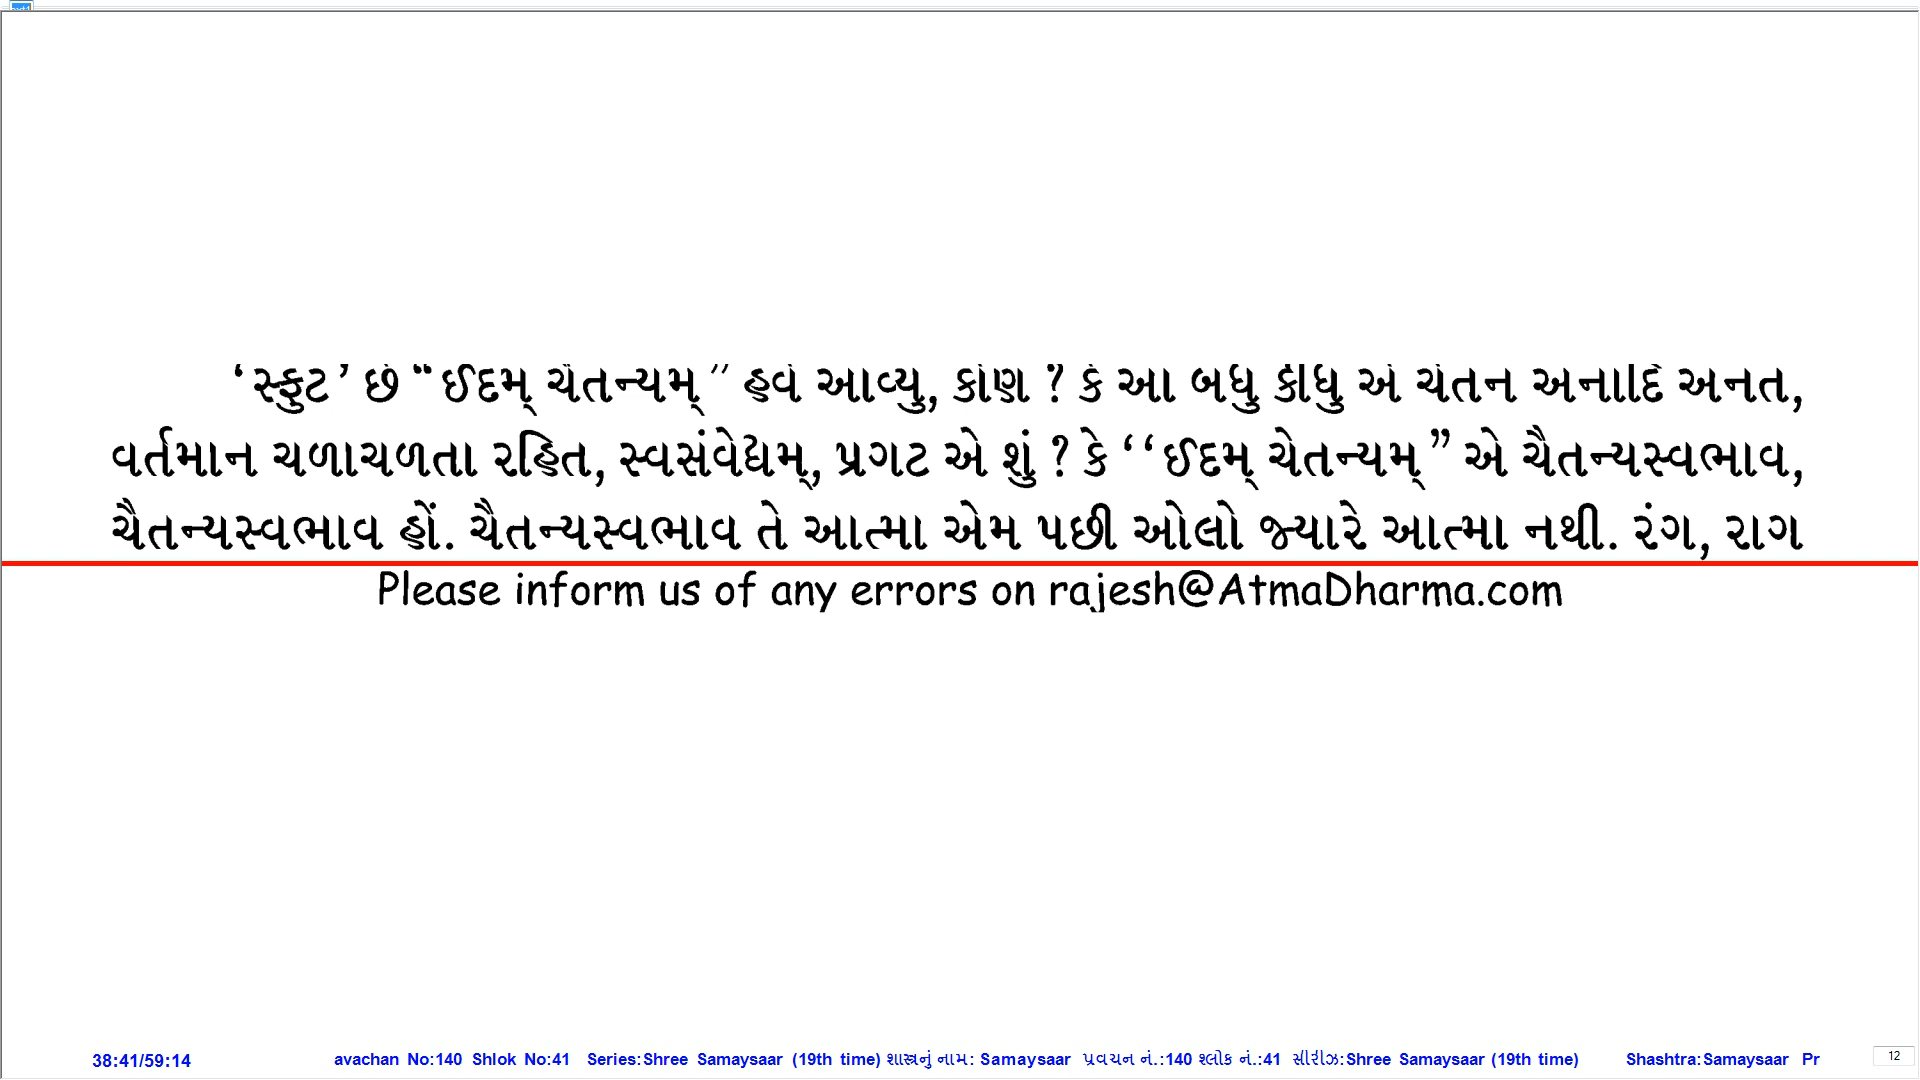 ‘સ્ફુટ’ છે “ઈદમ્ ચૈતન્યમ્” હવે આવ્યું, કોણ ? કે આ બધું કીધું એ ચેતન અનાદિ અનંત,
વર્તમાન ચળાચળતા રહિત, સ્વસંવેદ્યમ્, પ્રગટ એ શું ? કે ‘‘ઈદમ્ ચેતન્યમ્” એ ચૈતન્યસ્વભાવ,
ચૈતન્યસ્વભાવ હોં. ચૈતન્યસ્વભાવ તે આત્મા એમ પછી ઓલો જ્યારે આત્મા નથી. રંગ, રાગ
Please inform us of any errors on rajesh@AtmaDharma.com
38:41/59:14 avachan No:140 Shlok No:41 Series:Shree Samaysaar (19th time) શાસ્ત્રનું નામ: Samaysaar પ્રવચન નં.:140 શ્લોક નં.:41 સીરીઝ:Shree Samaysaar (19th time) Shashtra:Samaysaar Pr 12